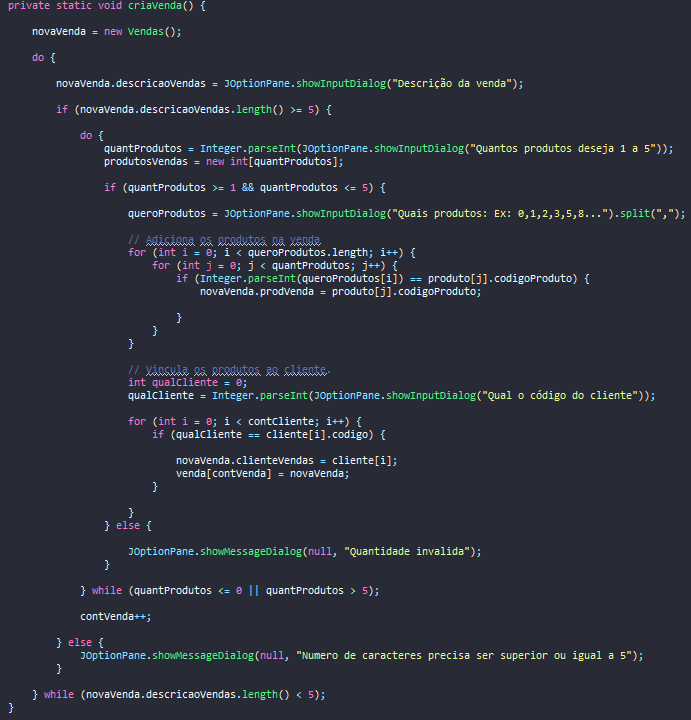 private static void criaVenda() {
novaVenda = new Vendas();
do {
novaVenda.descricaoVendas = JOptionPane.showInputDialog("Descrição da venda");
if (novaVenda.descricaoVendas.length() >= 5) {
do {
quantProdutos = Integer.parseInt(JOptionPane.showInputDialog("Quantos produtos deseja 1 a 5"));
produtosVendas = new int[quantProdutos];
if (quantProdutos >= 1 && quantProdutos <= 5) {
queroProdutos = JOptionPane.showInputDialog("Quais produtos: Ex: 0,1,2,3,5,8...").split(",");
// Adiciona os produtos na venda
for (int i = 0; i < queroProdutos.length; i++) {
for (int j = 0; j < quantProdutos; j++) {
if (Integer.parseInt(queroProdutos[i]) == produto[j].codigoProduto) {
novaVenda.prodVenda = produto[j].codigoProduto;
}
}
}
// Vincula os produtos ao cliente.
int qualCliente = 0;
qualCliente = Integer.parseInt(JOptionPane.showInputDialog("Qual o código do cliente"));
for (int i = 0; i < contCliente; i++) {
if (qualCliente == cliente[i].codigo) {
novaVenda.clienteVendas = cliente[i];
venda[contVenda] = novaVenda;
}
}
} else {
JOptionPane.showMessageDialog(null, "Quantidade invalida");
}
} while (quantProdutos <= 0 || quantProdutos > 5);
contVenda++;
} else {
JOptionPane.showMessageDialog(null, "Numero de caracteres precisa ser superior ou igual a 5");
}
} while (novaVenda.descricaoVendas.length() < 5);
}